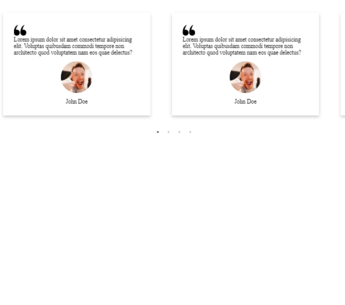 Lorem ipsum dolor sit amet consectetur adipisicing
elit. Voluptas quibusdam commodi tempore non
architecto quod voluptatem nam eos quiae delectus?
John Doe
Lorem ipsum dolor sit amet consectetur adipisicing
elit. Voluptas quibusdam commodi tempore non
architecto quod voluptatem nam eos quiae delectus?
John Doe